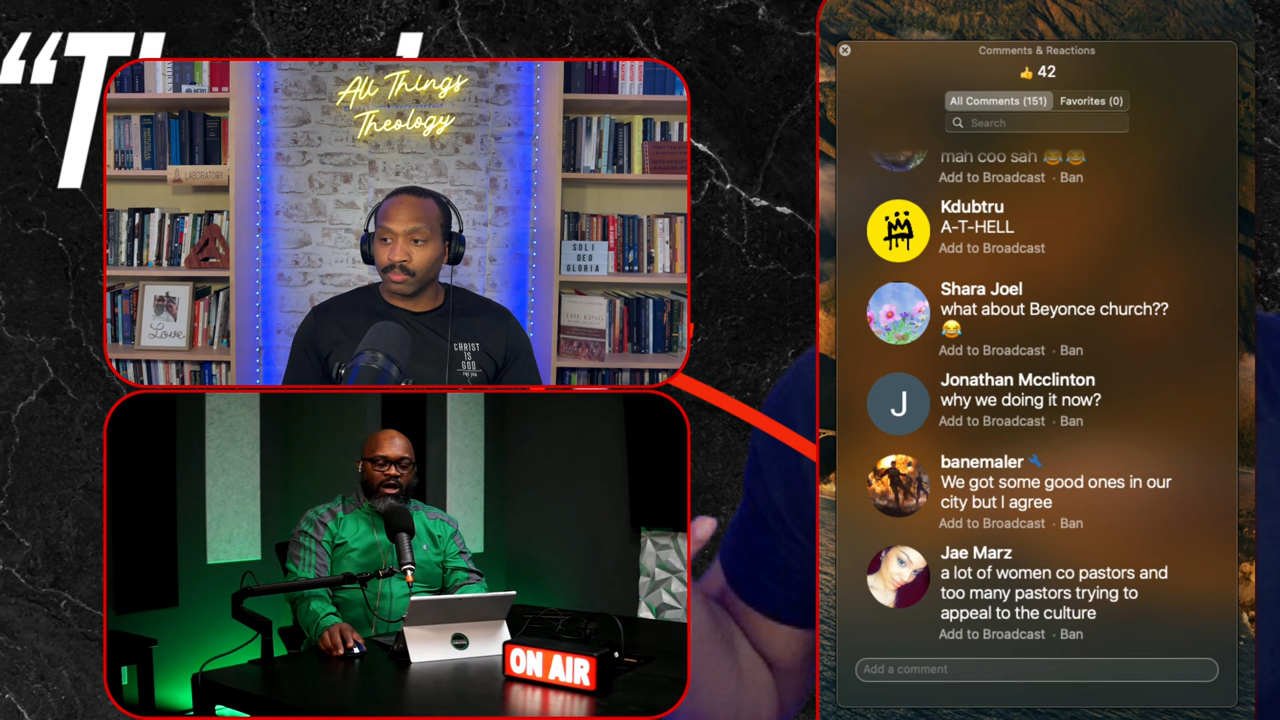 “T
All Things
Theology
LABORATORY
SOLI
DEO
GLORIA
Love
THE KING
CHRIST
IS
GOD
ON AIR
Comments & Reactions
👍 42
All Comments (151) Favorites (0)
Search
mah coo sah 😂😂
Add to Broadcast · Ban
Kdubtru
A-T-HELL
Add to Broadcast
Shara Joel
what about Beyonce church??
😂
Add to Broadcast · Ban
J
Jonathan Mcclinton
why we doing it now?
Add to Broadcast · Ban
banemaler
We got some good ones in our
city but I agree
Add to Broadcast · Ban
Jae Marz
a lot of women co pastors and
too many pastors trying to
appeal to the culture
Add to Broadcast · Ban
Add a comment